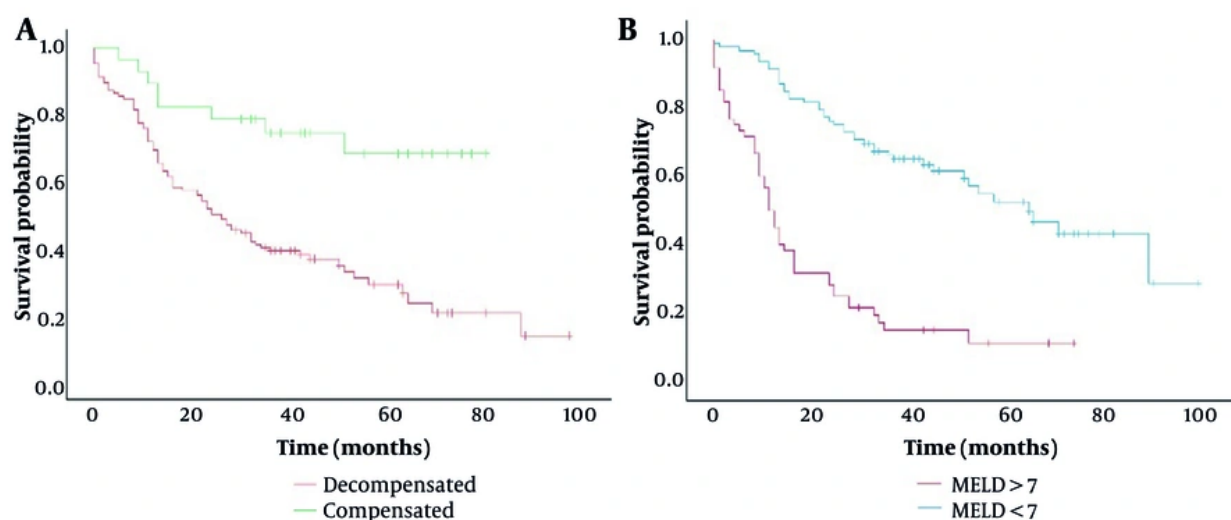 A
Survival probability
1.0
0.8
0.6
0.4
0.2
0.0
0 20 40 60 80 100
Time (months)
Decompensated
Compensated
B
Survival probability
1.0
0.8
0.6
0.4
0.2
0.0
0 20 40 60 80 100
Time (months)
MELD > 7
MELD < 7